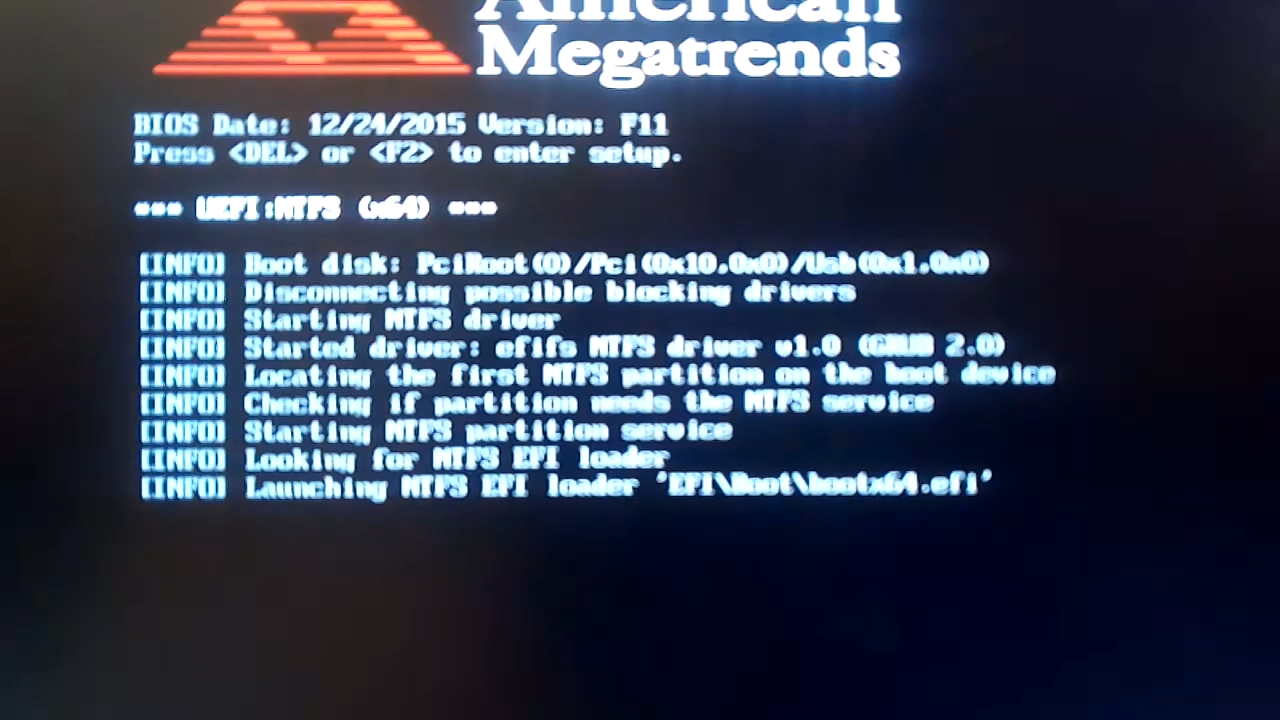 American
Megatrends
BIOS Date: 12/24/2015 Version: F11
Press <DEL> or <F2> to enter setup.
*** UEFI:NTFS (x64) ***
[INFO] Boot disk: PciRoot(0)/Pci(0x10,0x0)/Usb(0x1,0x0)
[INFO] Disconnecting possible blocking drivers
[INFO] Starting NTFS driver
[INFO] Started driver: efifs NTFS driver v1.0 (GRUB 2.0)
[INFO] Locating the first NTFS partition on the boot device
[INFO] Checking if partition needs the NTFS service
[INFO] Starting NTFS partition service
[INFO] Looking for NTFS EFI loader
[INFO] Launching NTFS EFI loader 'EFI\Boot\bootx64.efi'